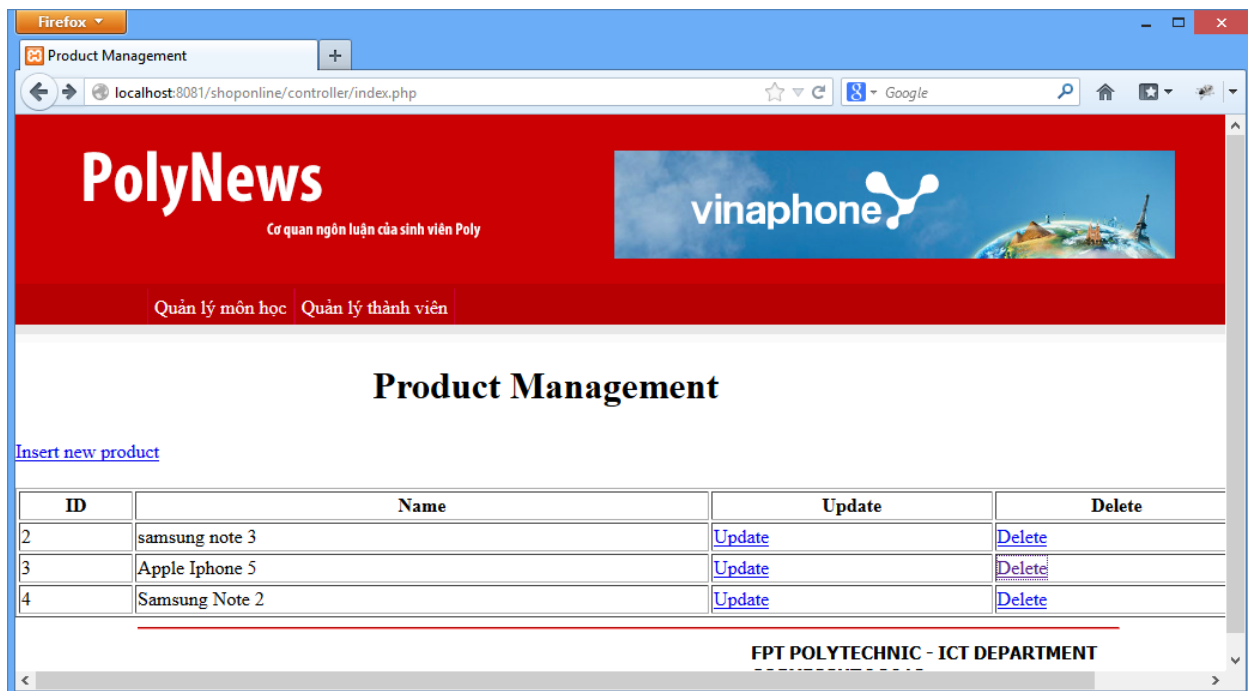 Firefox
Product Management
localhost:8081/shoponline/controller/index.php
Google
PolyNews
Cơ quan ngôn luận của sinh viên Poly
vinaphone
Quản lý môn học Quản lý thành viên
Product Management
Insert new product
ID Name Update Delete
2 samsung note 3 Update Delete
3 Apple Iphone 5 Update Delete
4 Samsung Note 2 Update Delete
FPT POLYTECHNIC - ICT DEPARTMENT